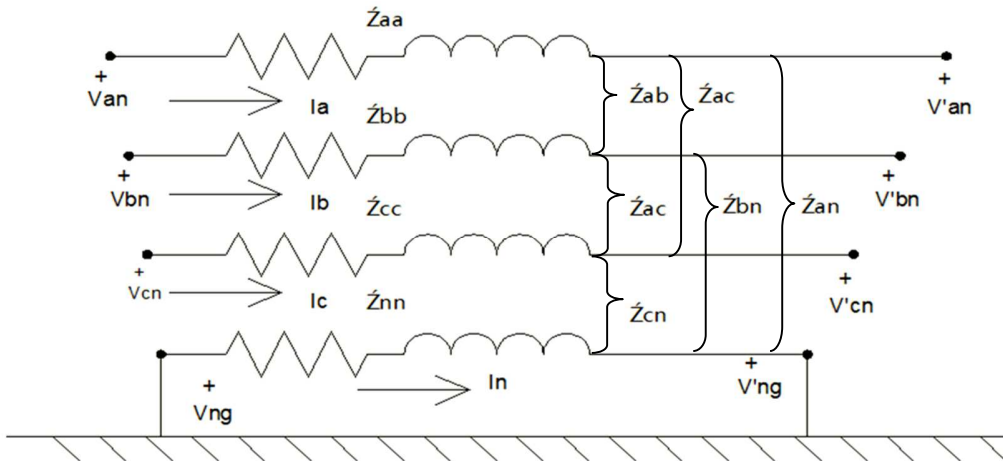 Źaa
+
Van
Ia
Źab
Źac
+
V'an
Źbb
+
Vbn
Ib
Źac
Źbn
Źan
+
V'bn
Źcc
+
Vcn
Ic
Źcn
+
V'cn
Źnn
+
Vng
In
+
V'ng